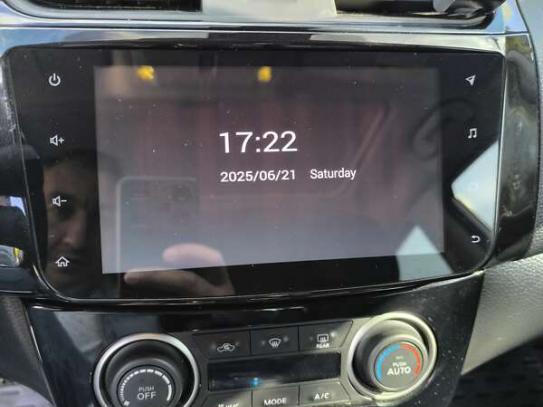 17:22
2025/06/21 Saturday
REAR
PUSH
OFF
PUSH
AUTO
MODE
A/C